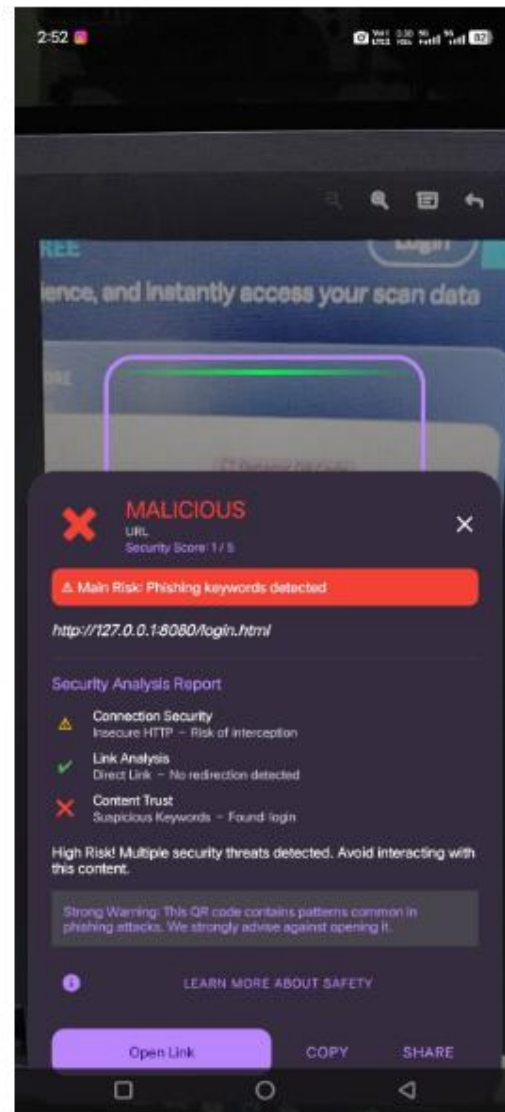 2:52
82
REE
Login
ience, and instantly access your scan data
MALICIOUS
URL
Security Score: 1 / 5
⚠ Main Risk: Phishing keywords detected
http://127.0.0.1:8080/login.html
Security Analysis Report
Connection Security
Insecure HTTP – Risk of interception
Link Analysis
Direct Link – No redirection detected
Content Trust
Suspicious Keywords – Found: login
High Risk! Multiple security threats detected. Avoid interacting with
this content.
Strong Warning: This QR code contains patterns common in
phishing attacks. We strongly advise against opening it.
LEARN MORE ABOUT SAFETY
Open Link COPY SHARE